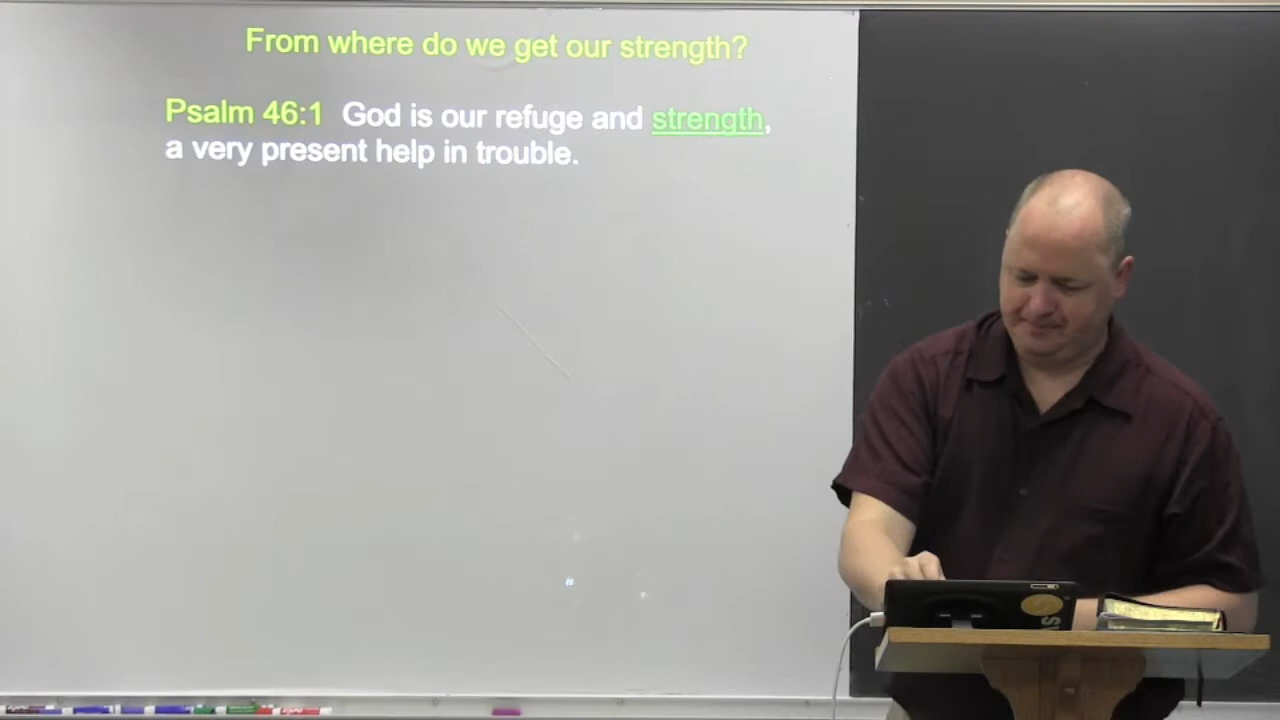 From where do we get our strength?
Psalm 46:1 God is our refuge and strength,
a very present help in trouble.